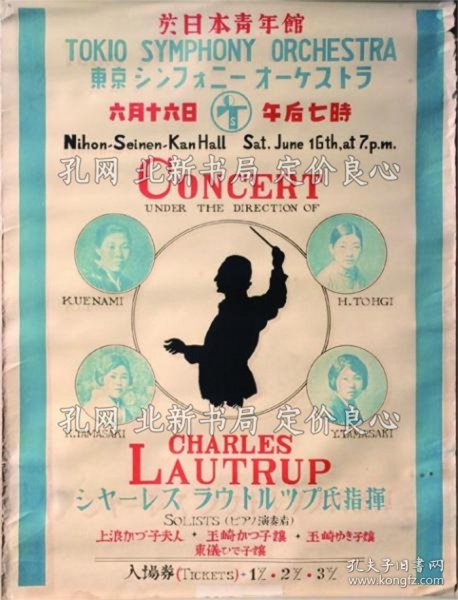 於日本青年館
TOKIO SYMPHONY ORCHESTRA
東京シンフォニーオーケストラ
六月十六日 T S 午后七時
Nihon-Seinen-Kan Hall Sat. June 16th, at 7.p.m.
孔网 北新书局 定价良心
CONCERT
UNDER THE DIRECTION OF
K.UENAMI
H.TOHGI
K.TAMASAKI
Y.TAMASAKI
孔网 北新书局 定价良心
CHARLES
LAUTRUP
シヤーレス ラウトルツプ氏指揮
SOLISTS (ピアノ演奏者)
上浪かづ子夫人 • 玉崎かつ子孃 • 玉崎ゆき子孃
東儀ひで子孃
入場券 (TICKETS) • 1 • 2 • 3
孔夫子旧书网
www.kongfz.com